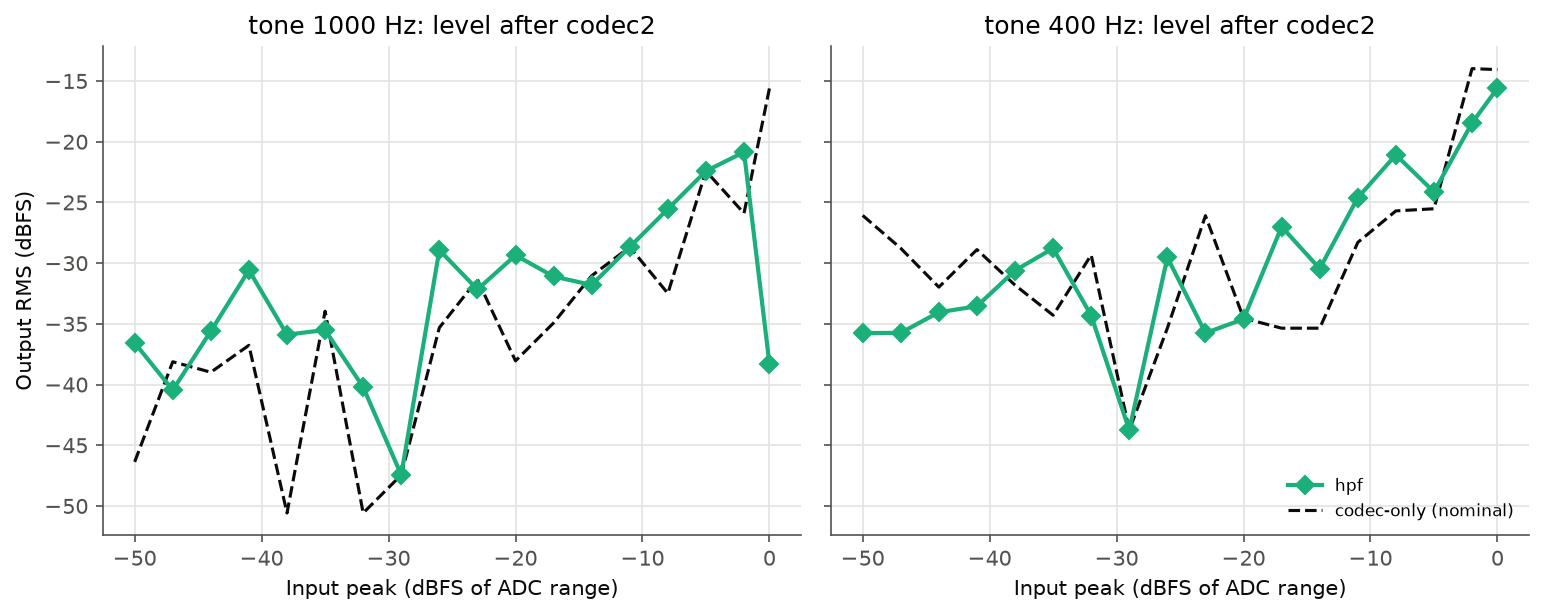 tone 1000 Hz: level after codec2
tone 400 Hz: level after codec2
Output RMS (dBFS)
−15
−20
−25
−30
−35
−40
−45
−50
−50 −40 −30 −20 −10 0
−50 −40 −30 −20 −10 0
Input peak (dBFS of ADC range)
Input peak (dBFS of ADC range)
hpf
codec-only (nominal)